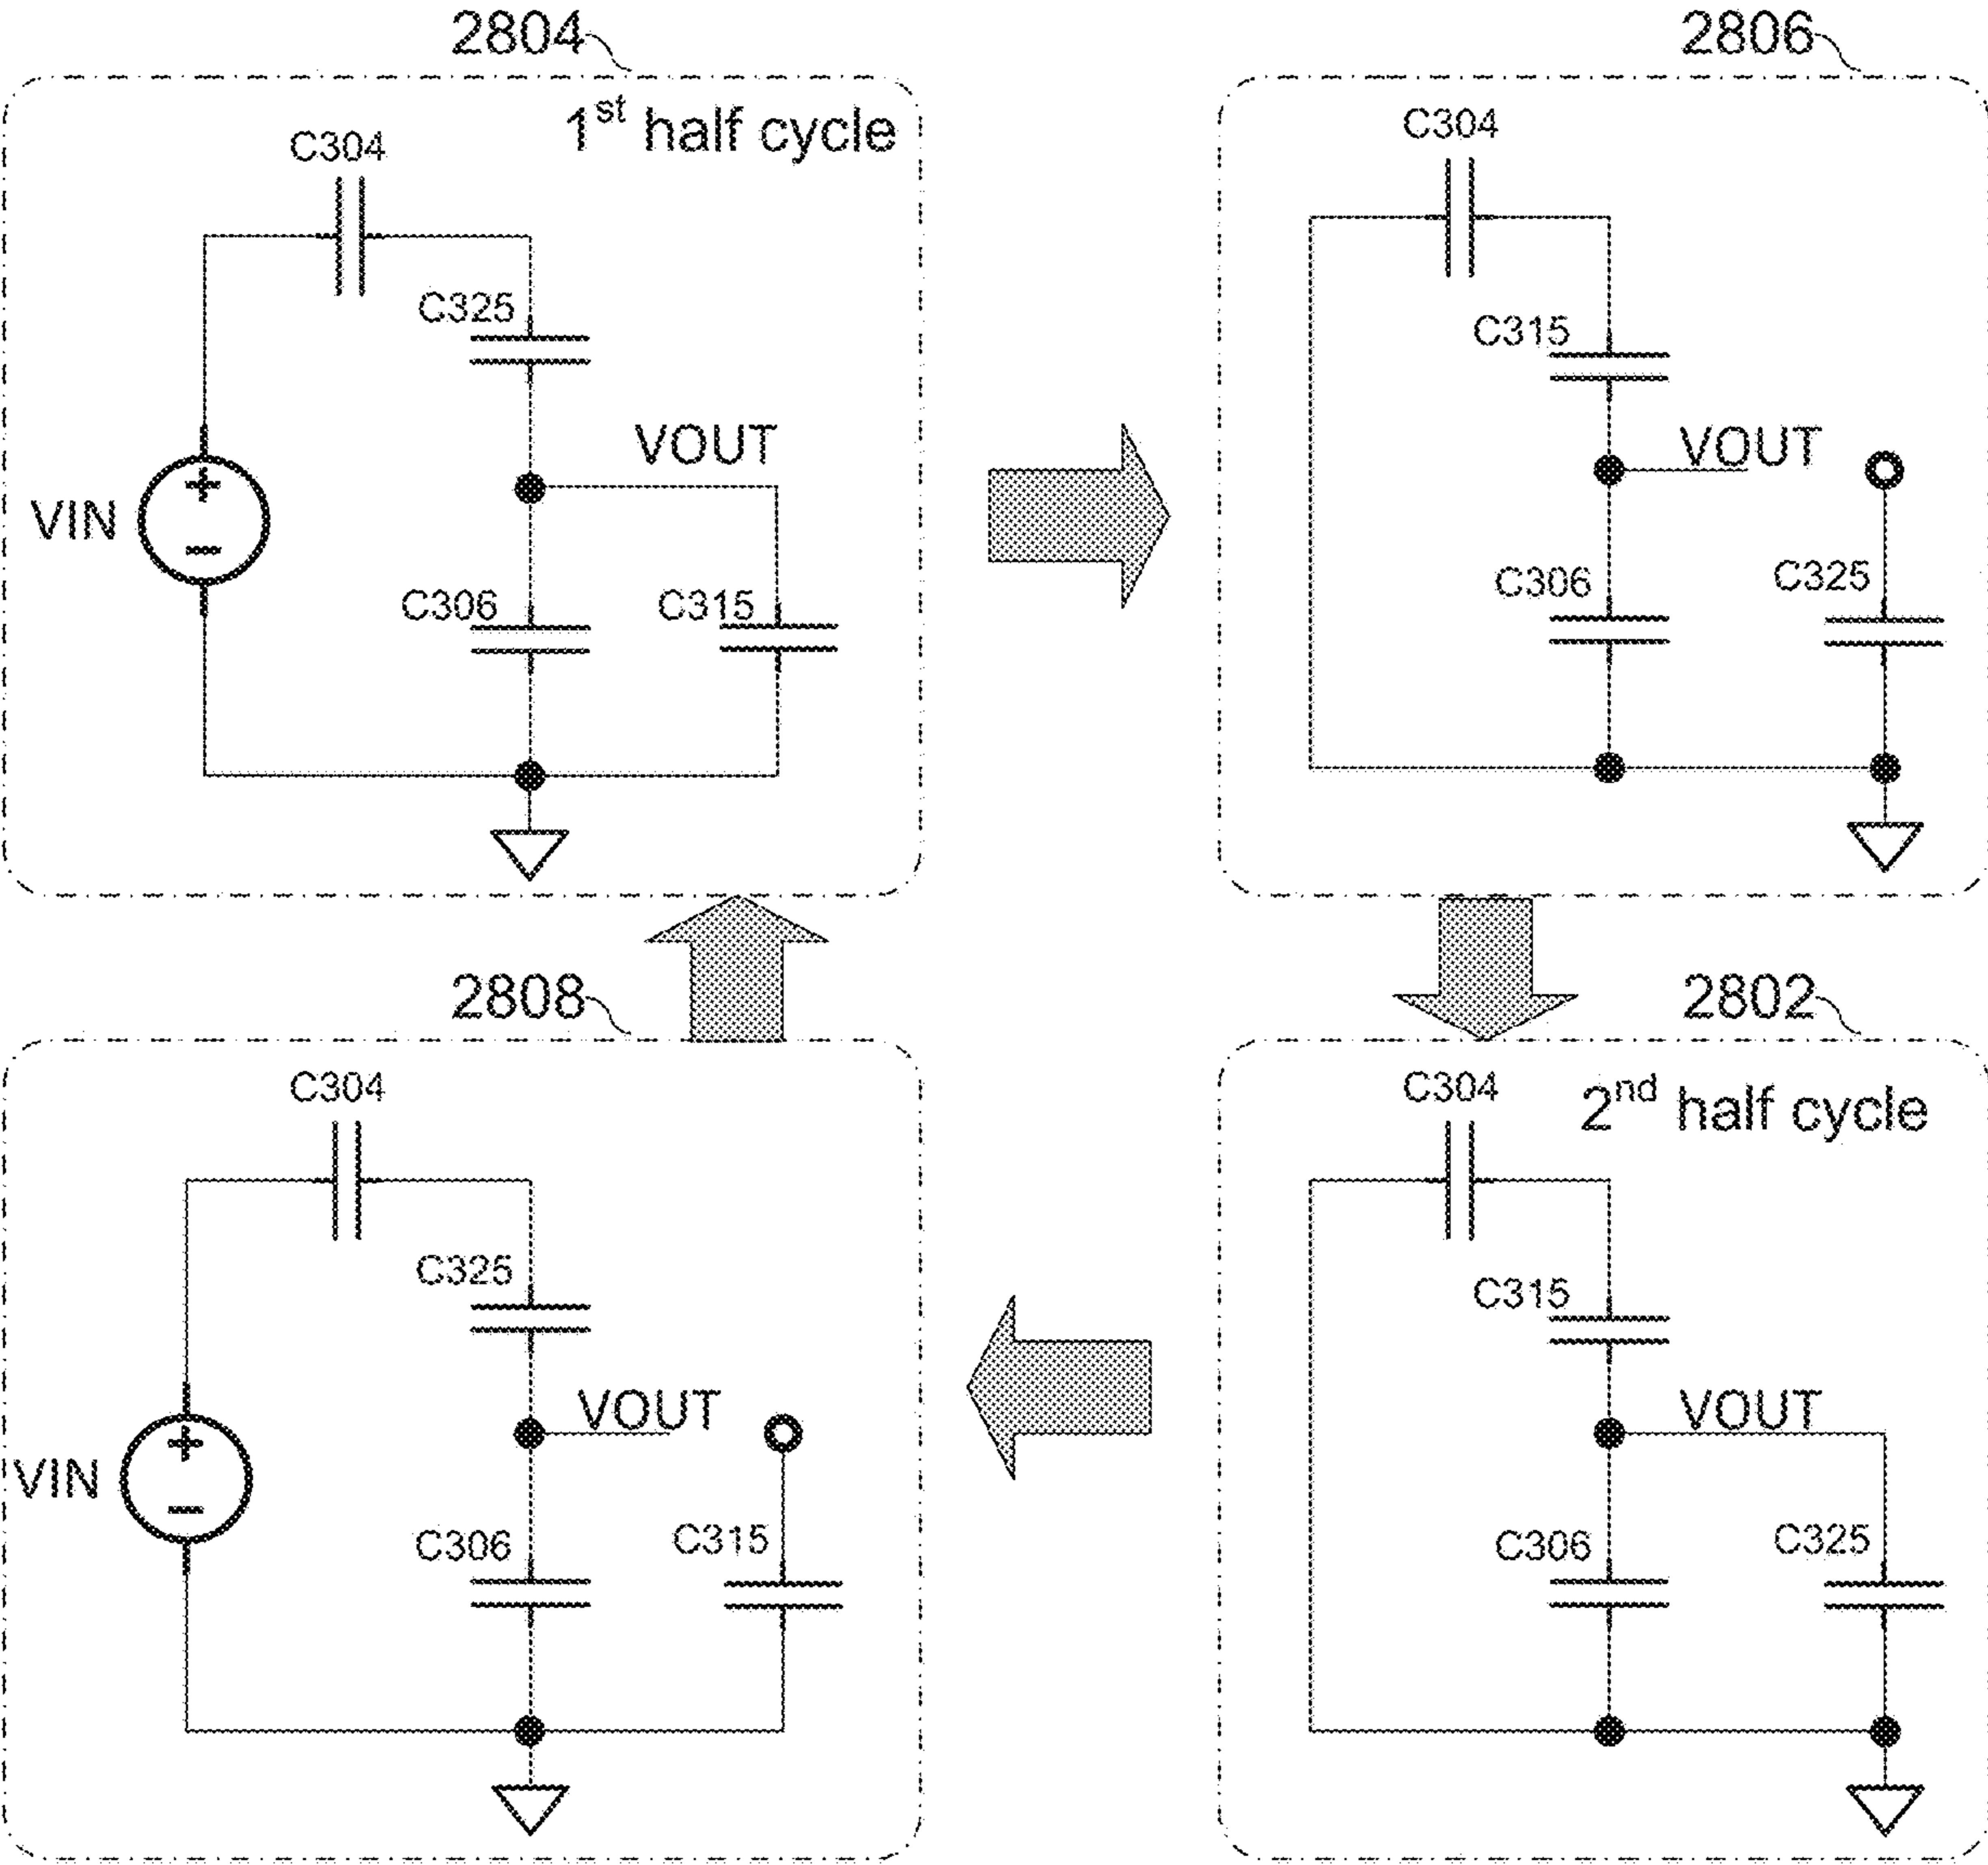 2804
1st half cycle
C304
C325
VOUT
+
VIN
−
C306
C315
2806
C304
C315
VOUT
C306
C325
2808
C304
C325
VOUT
+
VIN
−
C306
C315
2802
2nd half cycle
C304
C315
VOUT
C306
C325